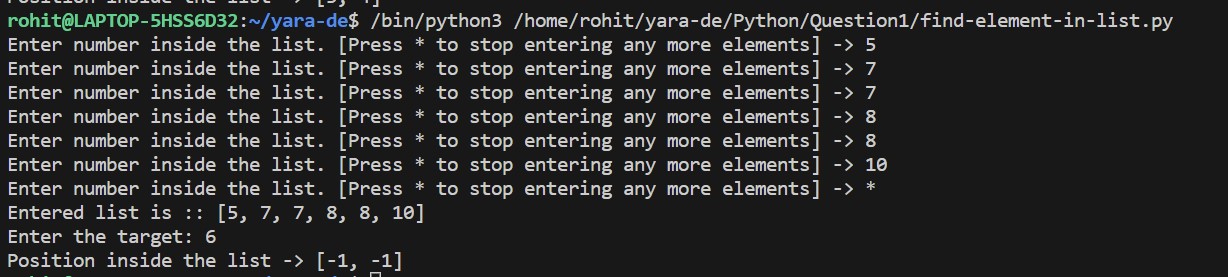 rohit@LAPTOP-5HSS6D32:~/yara-de$ /bin/python3 /home/rohit/yara-de/Python/Question1/find-element-in-list.py
Enter number inside the list. [Press * to stop entering any more elements] -> 5
Enter number inside the list. [Press * to stop entering any more elements] -> 7
Enter number inside the list. [Press * to stop entering any more elements] -> 7
Enter number inside the list. [Press * to stop entering any more elements] -> 8
Enter number inside the list. [Press * to stop entering any more elements] -> 8
Enter number inside the list. [Press * to stop entering any more elements] -> 10
Enter number inside the list. [Press * to stop entering any more elements] -> *
Entered list is :: [5, 7, 7, 8, 8, 10]
Enter the target: 6
Position inside the list -> [-1, -1]